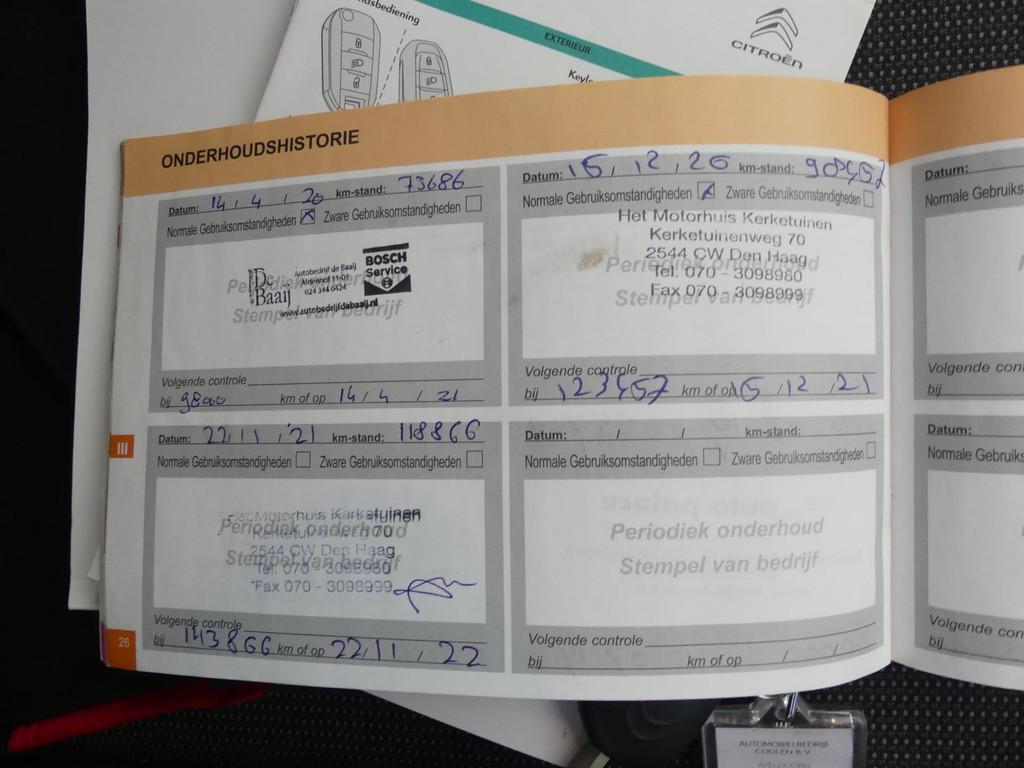 EXTERIEUR
CITROËN
ONDERHOUDSHISTORIE
Datum: 14 / 4 / 20 km-stand: 73686
Normale Gebruiksomstandigheden Zware Gebruiksomstandigheden
De Baaij
Autobedrijf de Baaij
Aldenhof 11-01
024 344 0424
www.autobedrijfdebaaij.nl
BOSCH
Service
Periodiek onderhoud
Stempel van bedrijf
Volgende controle
bij 98000 km of op 14 / 4 / 21
Datum: 15 / 12 / 20 km-stand:
Normale Gebruiksomstandigheden Zware Gebruiksomstandigheden
Het Motorhuis Kerketuinen
Kerketuinenweg 70
2544 CW Den Haag
Tel. 070 - 3098980
Fax 070 - 3098999
Periodiek onderhoud
Stempel van bedrijf
Volgende controle
bij 123457 km of op 15 / 12 / 21
Datum: 22 / 11 / '21 km-stand: 118866
Normale Gebruiksomstandigheden Zware Gebruiksomstandigheden
Het Motorhuis Kerketuinen
Kerketuinenweg 70
2544 CW Den Haag
Tel. 070 - 3098980
Fax 070 - 3098999
Periodiek onderhoud
Stempel van bedrijf
Volgende controle
bij 143866 km of op 22 / 11 / 22
Datum: / / km-stand:
Normale Gebruiksomstandigheden Zware Gebruiksomstandigheden
Periodiek onderhoud
Stempel van bedrijf
Volgende controle
bij km of op / /
III
26
Datum:
Normale Gebruiks
Volgende con
bij
Datum:
Normale Gebruiks
Volgende con
bij
AUTOMOBIELBEDRIJF
COOLEN B.V.